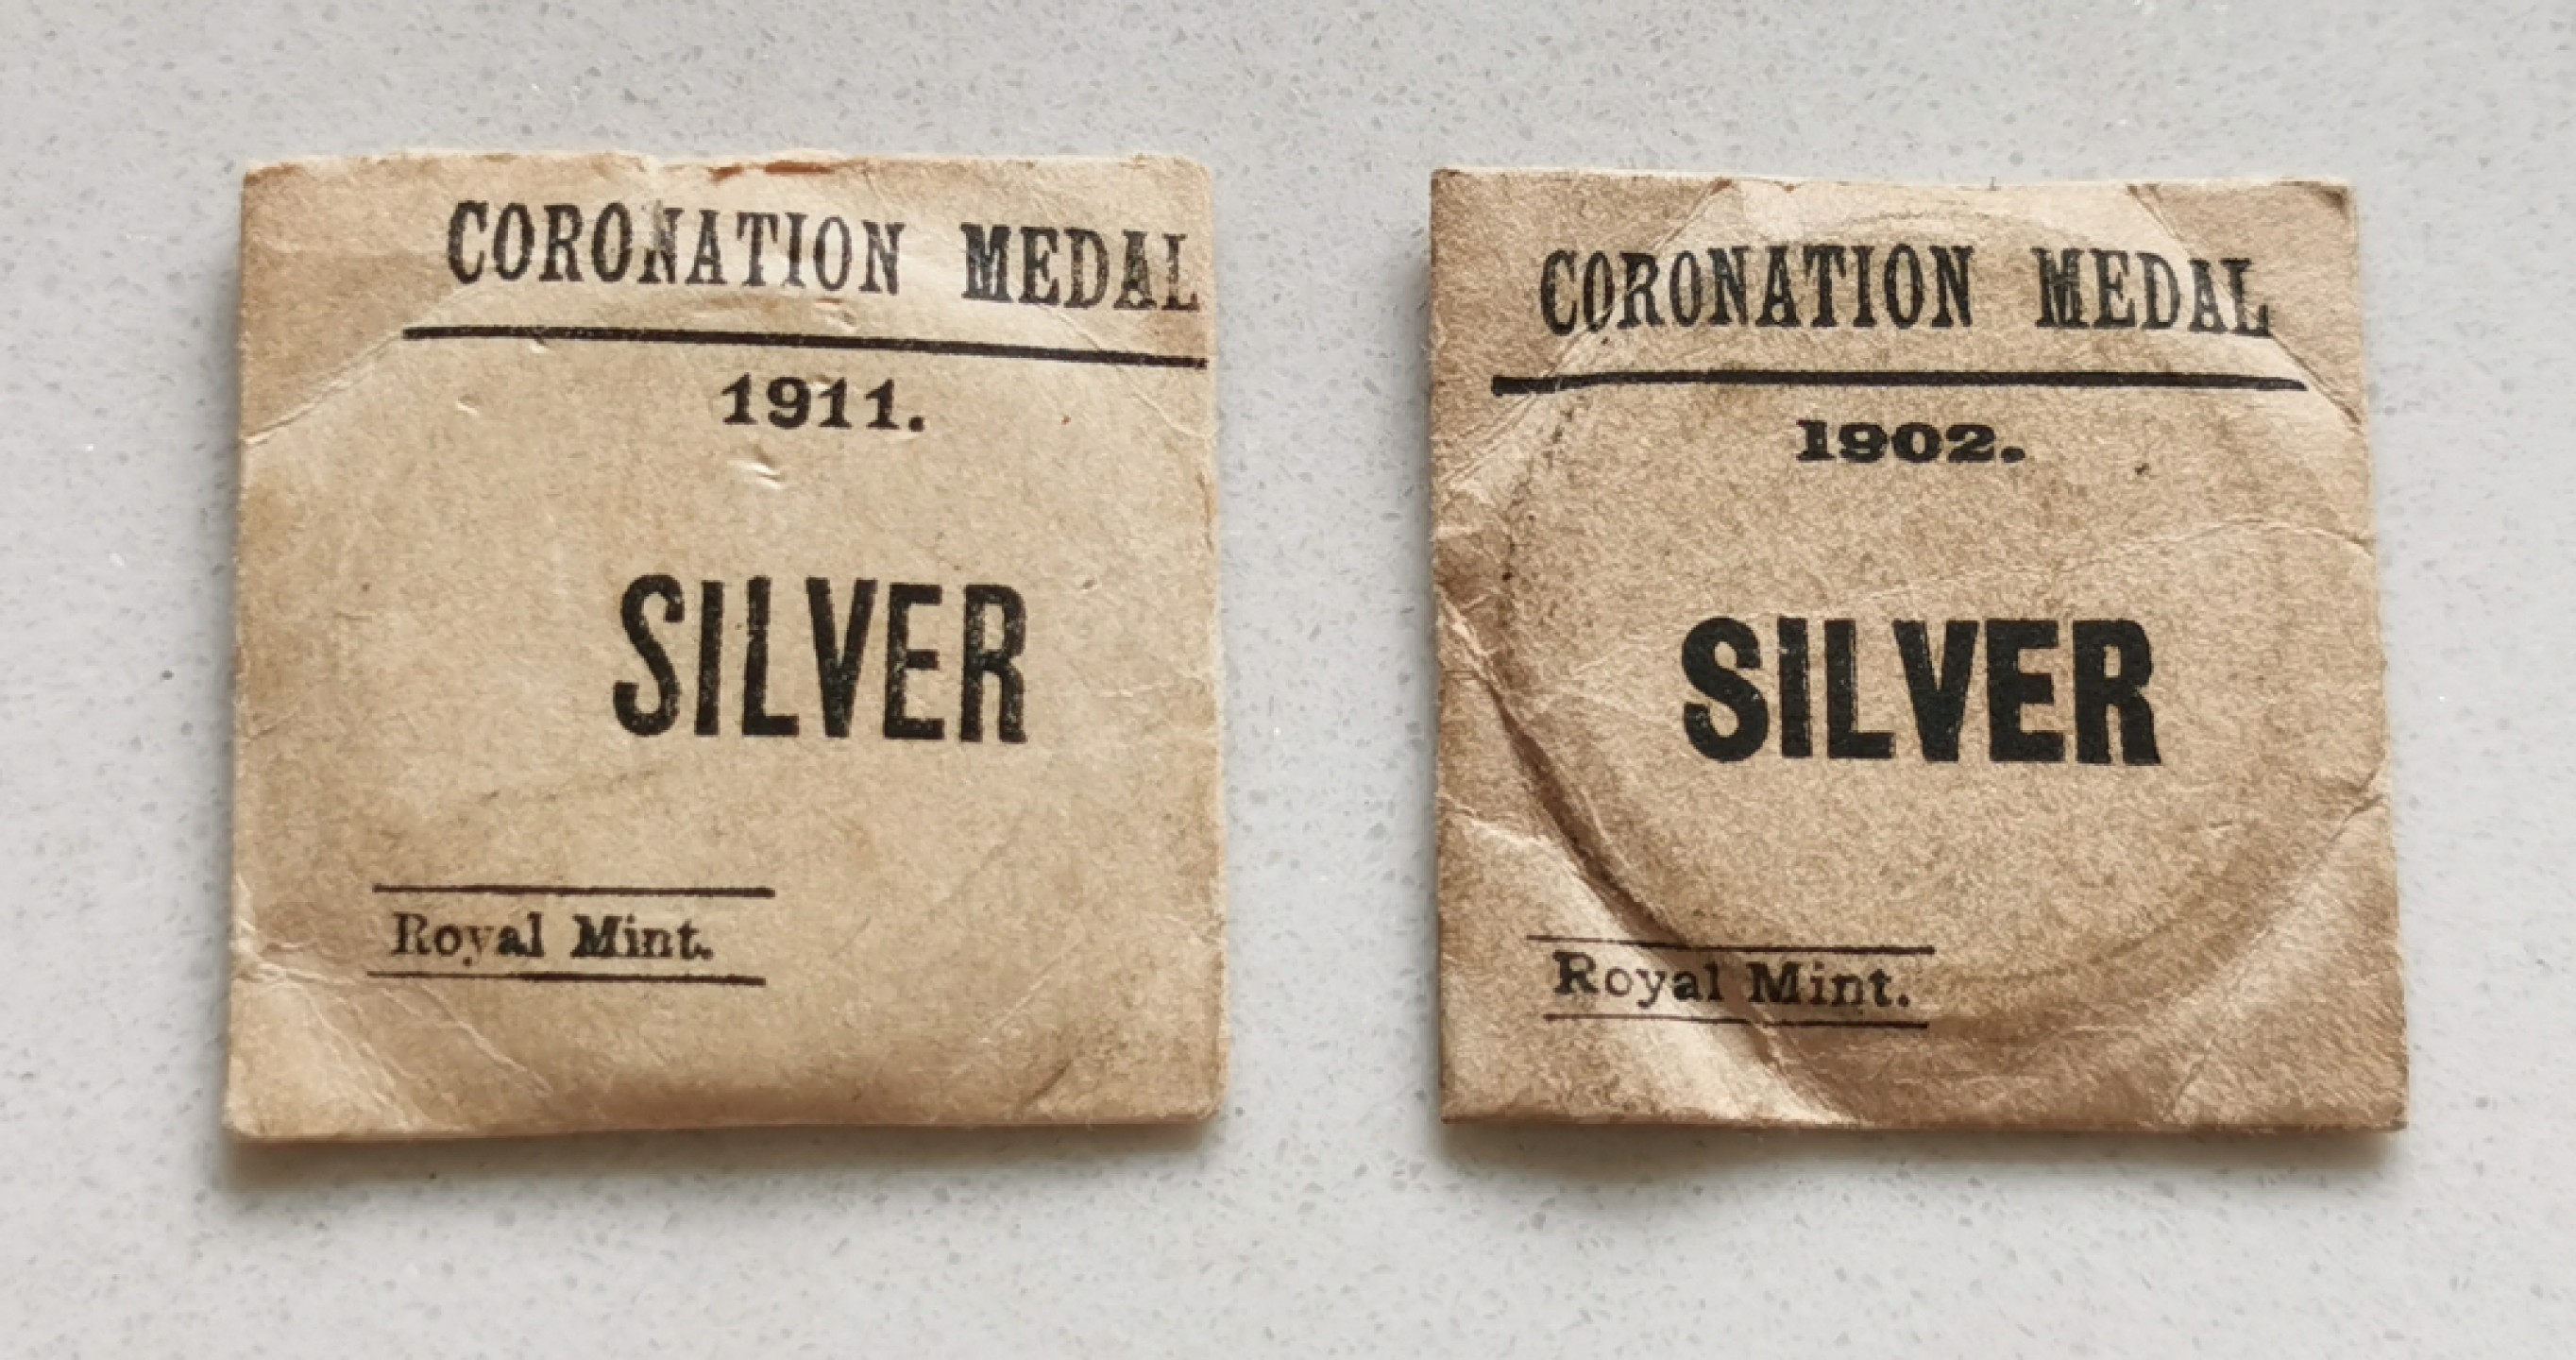 CORONATION MEDAL
1911.
SILVER
Royal Mint.
CORONATION MEDAL
1902.
SILVER
Royal Mint.